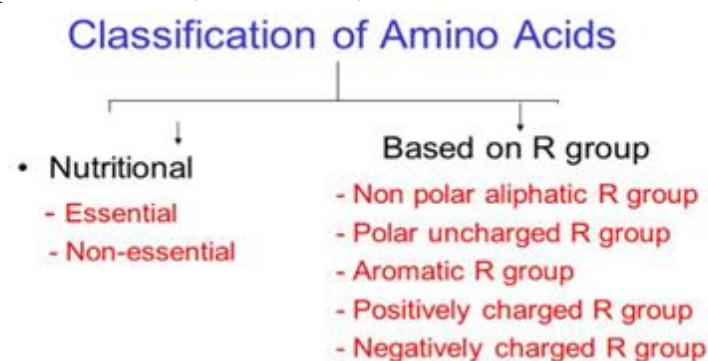 Classification of Amino Acids
• Nutritional
- Essential
- Non-essential
Based on R group
- Non polar aliphatic R group
- Polar uncharged R group
- Aromatic R group
- Positively charged R group
- Negatively charged R group